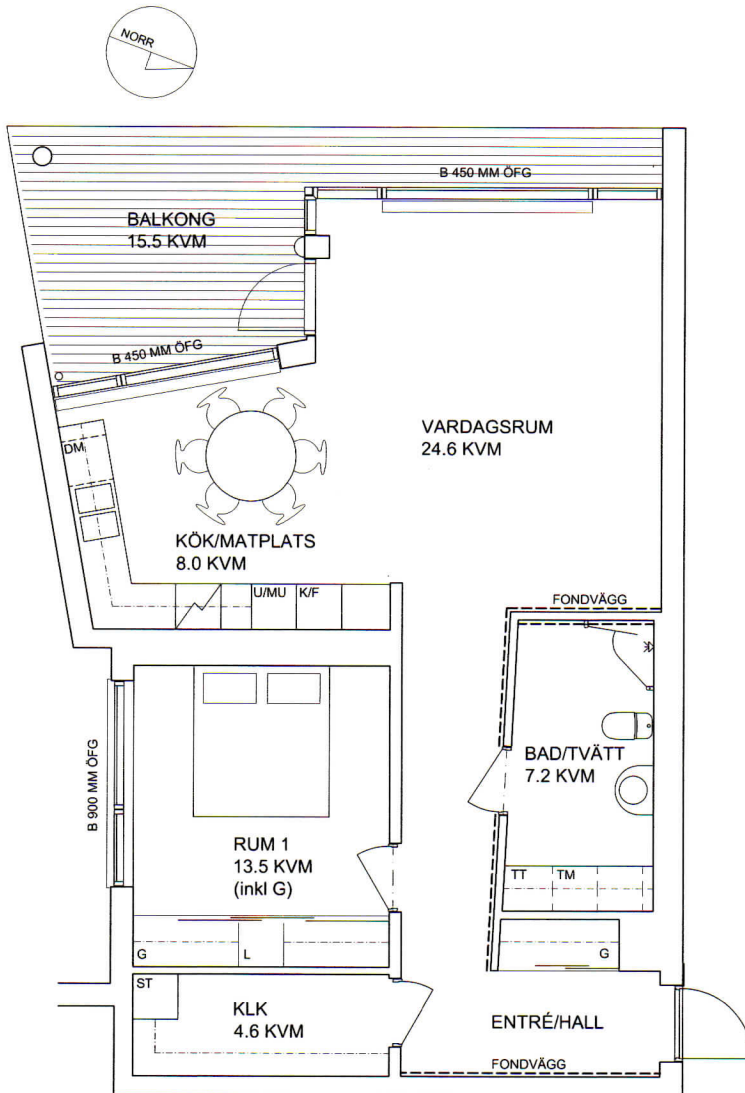 NORR
B 450 MM ÖFG
BALKONG
15.5 KVM
B 450 MM ÖFG
VARDAGSRUM
24.6 KVM
DM
KÖK/MATPLATS
8.0 KVM
U/MU
K/F
FONDVÄGG
BAD/TVÄTT
7.2 KVM
B 900 MM ÖFG
RUM 1
13.5 KVM
(inkl G)
TT
TM
G
L
G
ST
KLK
4.6 KVM
ENTRÉ/HALL
FONDVÄGG